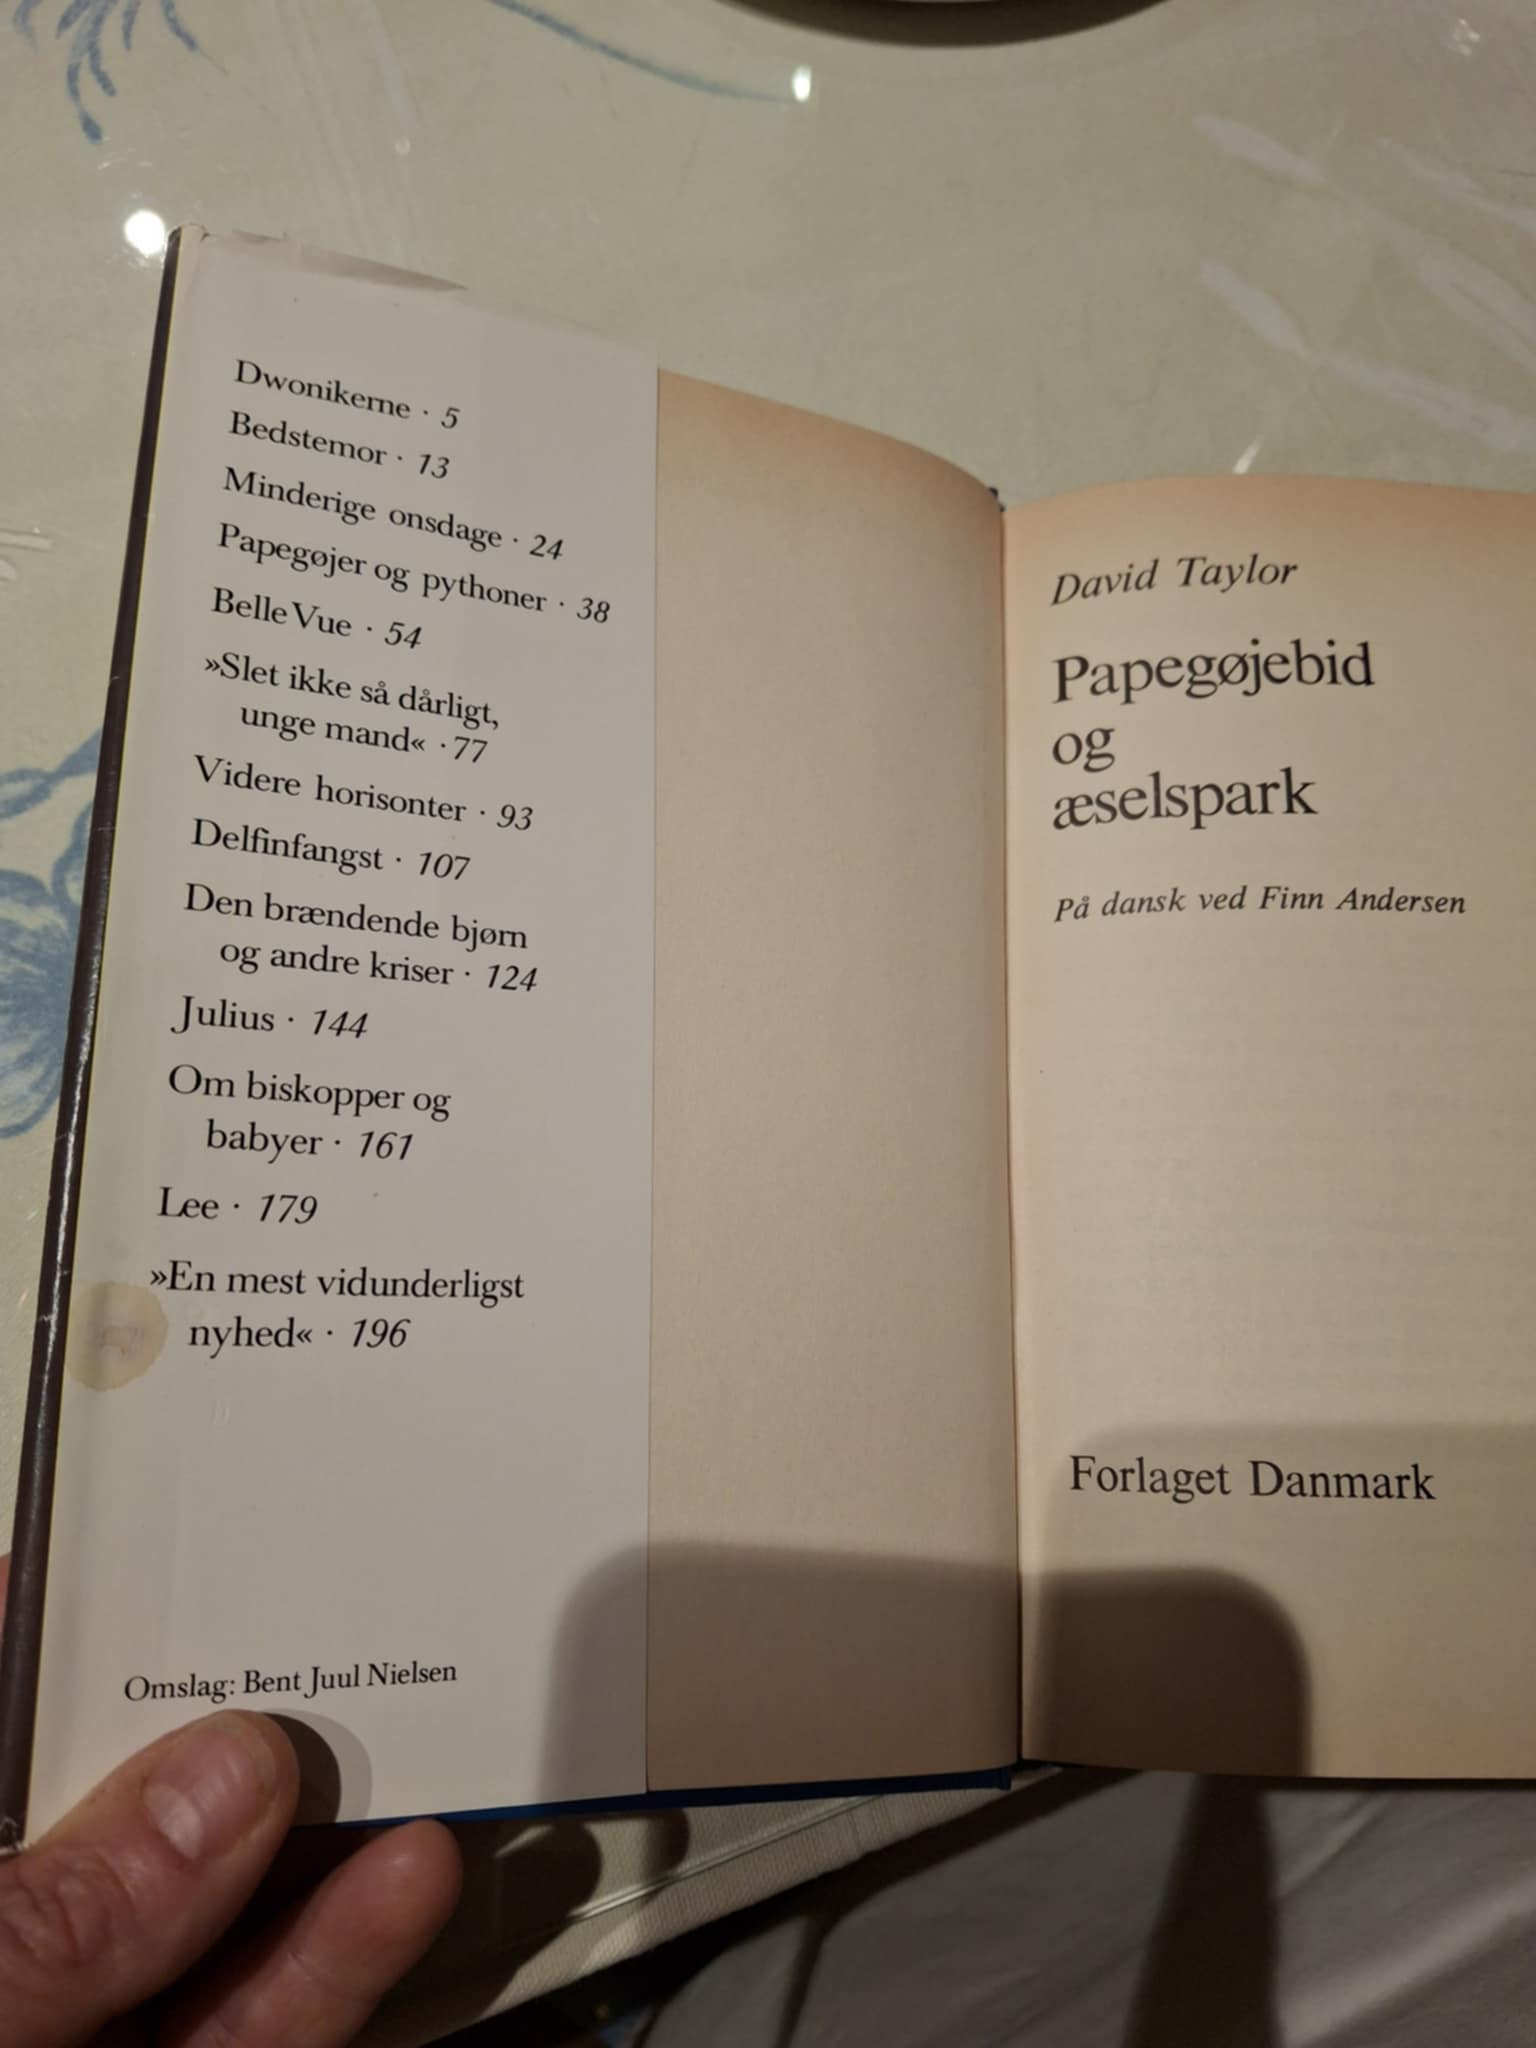 Dwonikerne · 5
Bedstemor · 13
Minderige onsdage · 24
Papegøjer og pythoner · 38
Belle Vue · 54
»Slet ikke så dårligt,
unge mand« · 77
Videre horisonter · 93
Delfinfangst · 107
Den brændende bjørn
og andre kriser · 124
Julius · 144
Om biskopper og
babyer · 161
Lee · 179
»En mest vidunderligst
nyhed« · 196
Omslag: Bent Juul Nielsen
David Taylor
Papegøjebid
og
æselspark
På dansk ved Finn Andersen
Forlaget Danmark